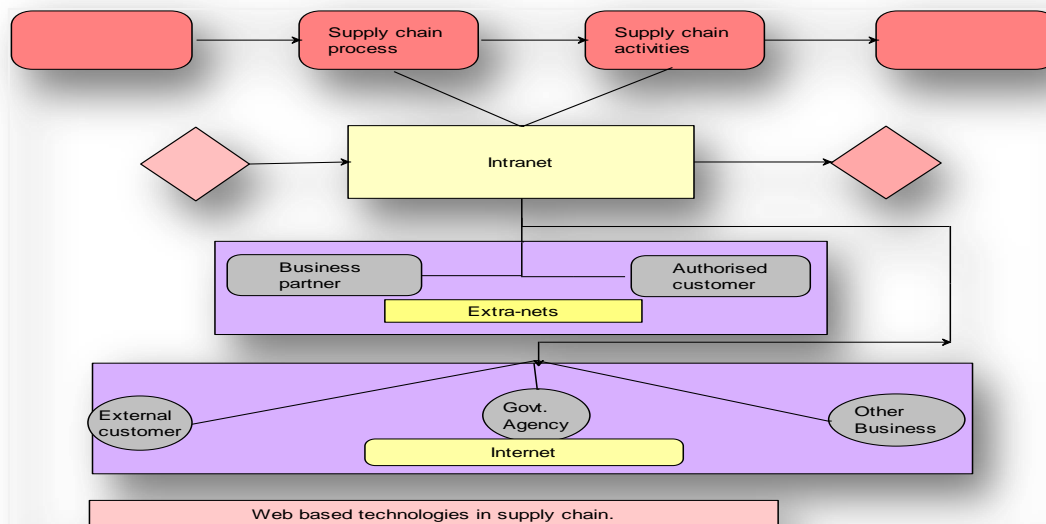 Supply chain
process
Supply chain
activities
Intranet
Business
partner
Authorised
customer
Extra-nets
External
customer
Govt.
Agency
Other
Business
Internet
Web based technologies in supply chain.